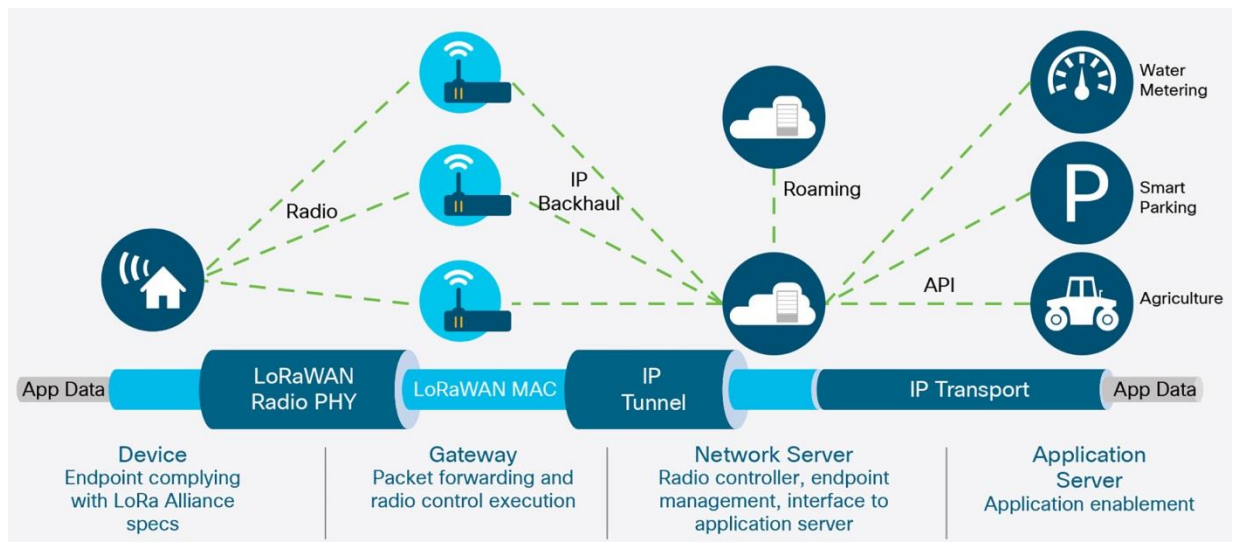 Water
Metering
Radio
IP
Backhaul
Roaming
P
Smart
Parking
API
Agriculture
App Data
LoRaWAN
Radio PHY
LoRaWAN MAC
IP
Tunnel
IP Transport
App Data
Device
Endpoint complying
with LoRa Alliance
specs
Gateway
Packet forwarding and
radio control execution
Network Server
Radio controller, endpoint
management, interface to
application server
Application
Server
Application enablement